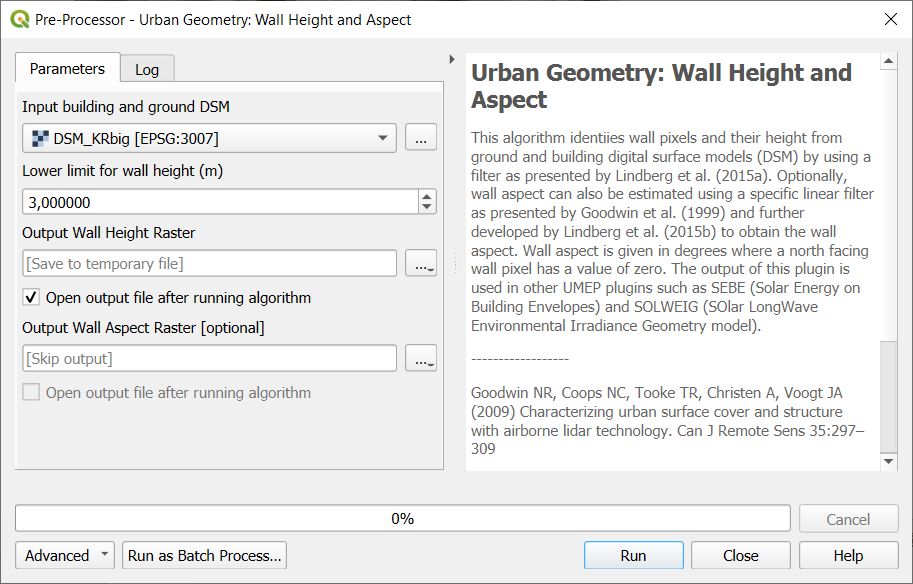 Pre-Processor - Urban Geometry: Wall Height and Aspect
Parameters
Log
Input building and ground DSM
DSM_KRbig [EPSG:3007]
...
Lower limit for wall height (m)
3,000000
Output Wall Height Raster
[Save to temporary file]
...
Open output file after running algorithm
Output Wall Aspect Raster [optional]
[Skip output]
...
Open output file after running algorithm
Urban Geometry: Wall Height and
Aspect
This algorithm identiies wall pixels and their height from
ground and building digital surface models (DSM) by using a
filter as presented by Lindberg et al. (2015a). Optionally,
wall aspect can also be estimated using a specific linear filter
as presented by Goodwin et al. (1999) and further
developed by Lindberg et al. (2015b) to obtain the wall
aspect. Wall aspect is given in degrees where a north facing
wall pixel has a value of zero. The output of this plugin is
used in other UMEP plugins such as SEBE (Solar Energy on
Building Envelopes) and SOLWEIG (SOlar LongWave
Environmental Irradiance Geometry model).
------------------
Goodwin NR, Coops NC, Tooke TR, Christen A, Voogt JA
(2009) Characterizing urban surface cover and structure
with airborne lidar technology. Can J Remote Sens 35:297–
309
0%
Cancel
Advanced
Run as Batch Process...
Run
Close
Help